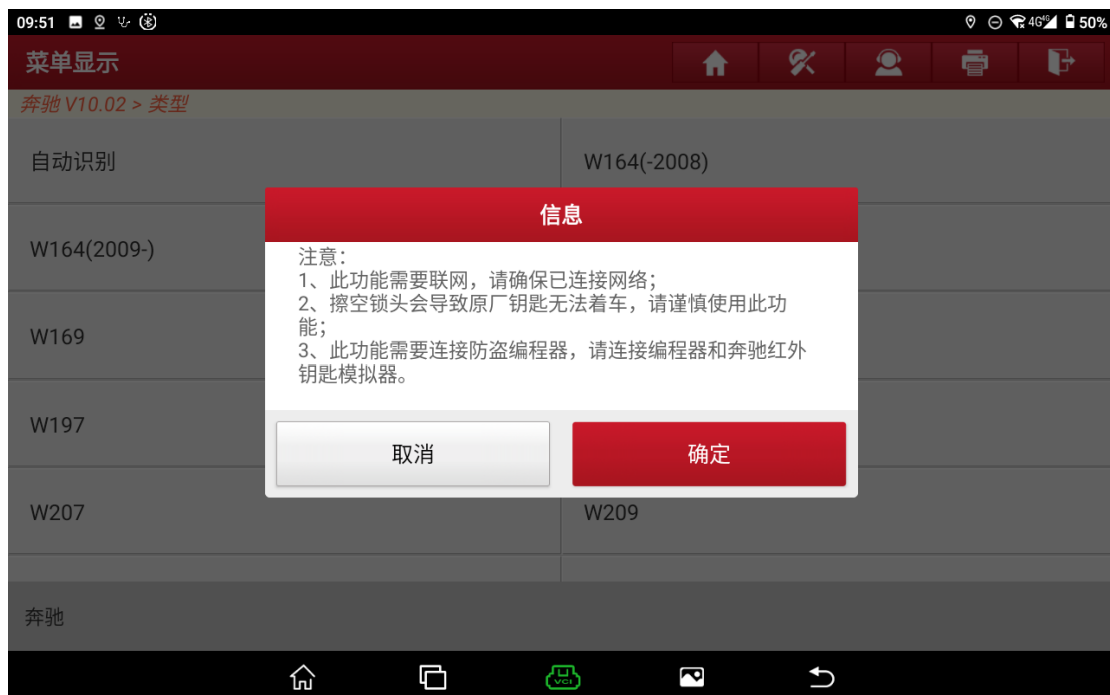 09:51
4G 4G 50%
菜单显示
奔驰 V10.02 > 类型
自动识别
W164(-2008)
信息
W164(2009-)
注意：
1、此功能需要联网，请确保已连接网络；
2、擦空锁头会导致原厂钥匙无法着车，请谨慎使用此功
能；
3、此功能需要连接防盗编程器，请连接编程器和奔驰红外
钥匙模拟器。
W169
W197
取消
确定
W207
W209
奔驰
VCI